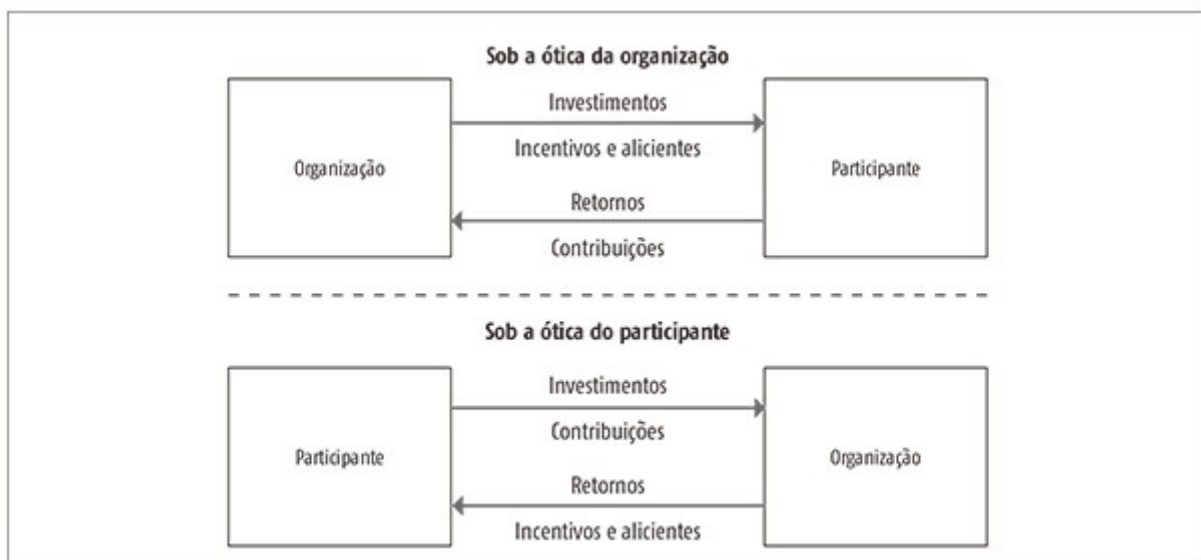 Sob a ótica da organização
Investimentos
Organização
Incentivos e alicientes
Participante
Retornos
Contribuições
Sob a ótica do participante
Investimentos
Participante
Contribuições
Organização
Retornos
Incentivos e alicientes